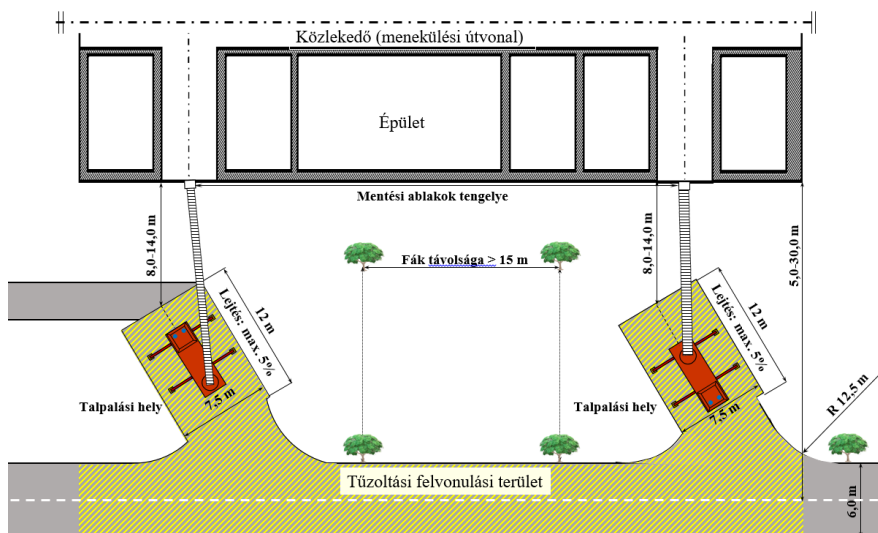 Közlekedő (menekülési útvonal)
Épület
Mentési ablakok tengelye
8,0-14,0 m
8,0-14,0 m
5,0-30,0 m
Fák távolsága > 15 m
12 m
Lejtés: max. 5%
12 m
Lejtés: max. 5%
Talpalási hely
7,5 m
Talpalási hely
7,5 m
R 12,5 m
Tűzoltási felvonulási terület
6,0 m